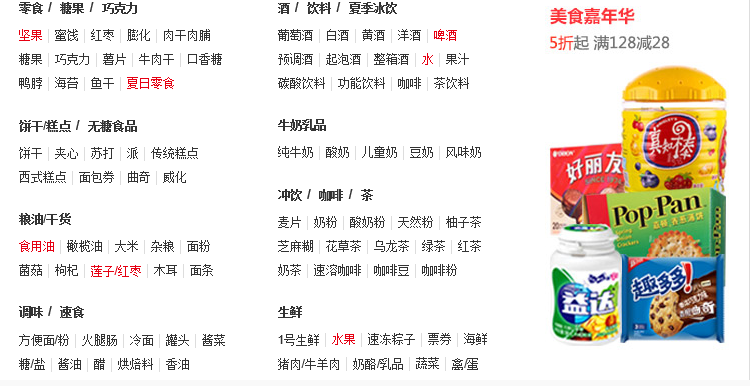 零食 / 糖果 / 巧克力
坚果 蜜饯 红枣 膨化 肉干肉脯
糖果 巧克力 薯片 牛肉干 口香糖
鸭脖 海苔 鱼干 夏日零食
饼干/糕点 / 无糖食品
饼干 夹心 苏打 派 传统糕点
西式糕点 面包券 曲奇 威化
粮油/干货
食用油 橄榄油 大米 杂粮 面粉
菌菇 枸杞 莲子/红枣 木耳 面条
调味 / 速食
方便面/粉 火腿肠 冷面 罐头 酱菜
糖/盐 酱油 醋 烘焙料 香油
酒 / 饮料 / 夏季冰饮
葡萄酒 白酒 黄酒 洋酒 啤酒
预调酒 起泡酒 整箱酒 水 果汁
碳酸饮料 功能饮料 咖啡 茶饮料
牛奶乳品
纯牛奶 酸奶 儿童奶 豆奶 风味奶
冲饮 / 咖啡 / 茶
麦片 奶粉 酸奶粉 天然粉 柚子茶
芝麻糊 花草茶 乌龙茶 绿茶 红茶
奶茶 速溶咖啡 咖啡豆 咖啡粉
生鲜
1号生鲜 水果 速冻粽子 票券 海鲜
猪肉/牛羊肉 奶酪/乳品 蔬菜 禽/蛋
美食嘉年华
5折起 满128减28
真知棒
好丽友
Pop-Pan
Crackers
益达
趣多多!
曲奇